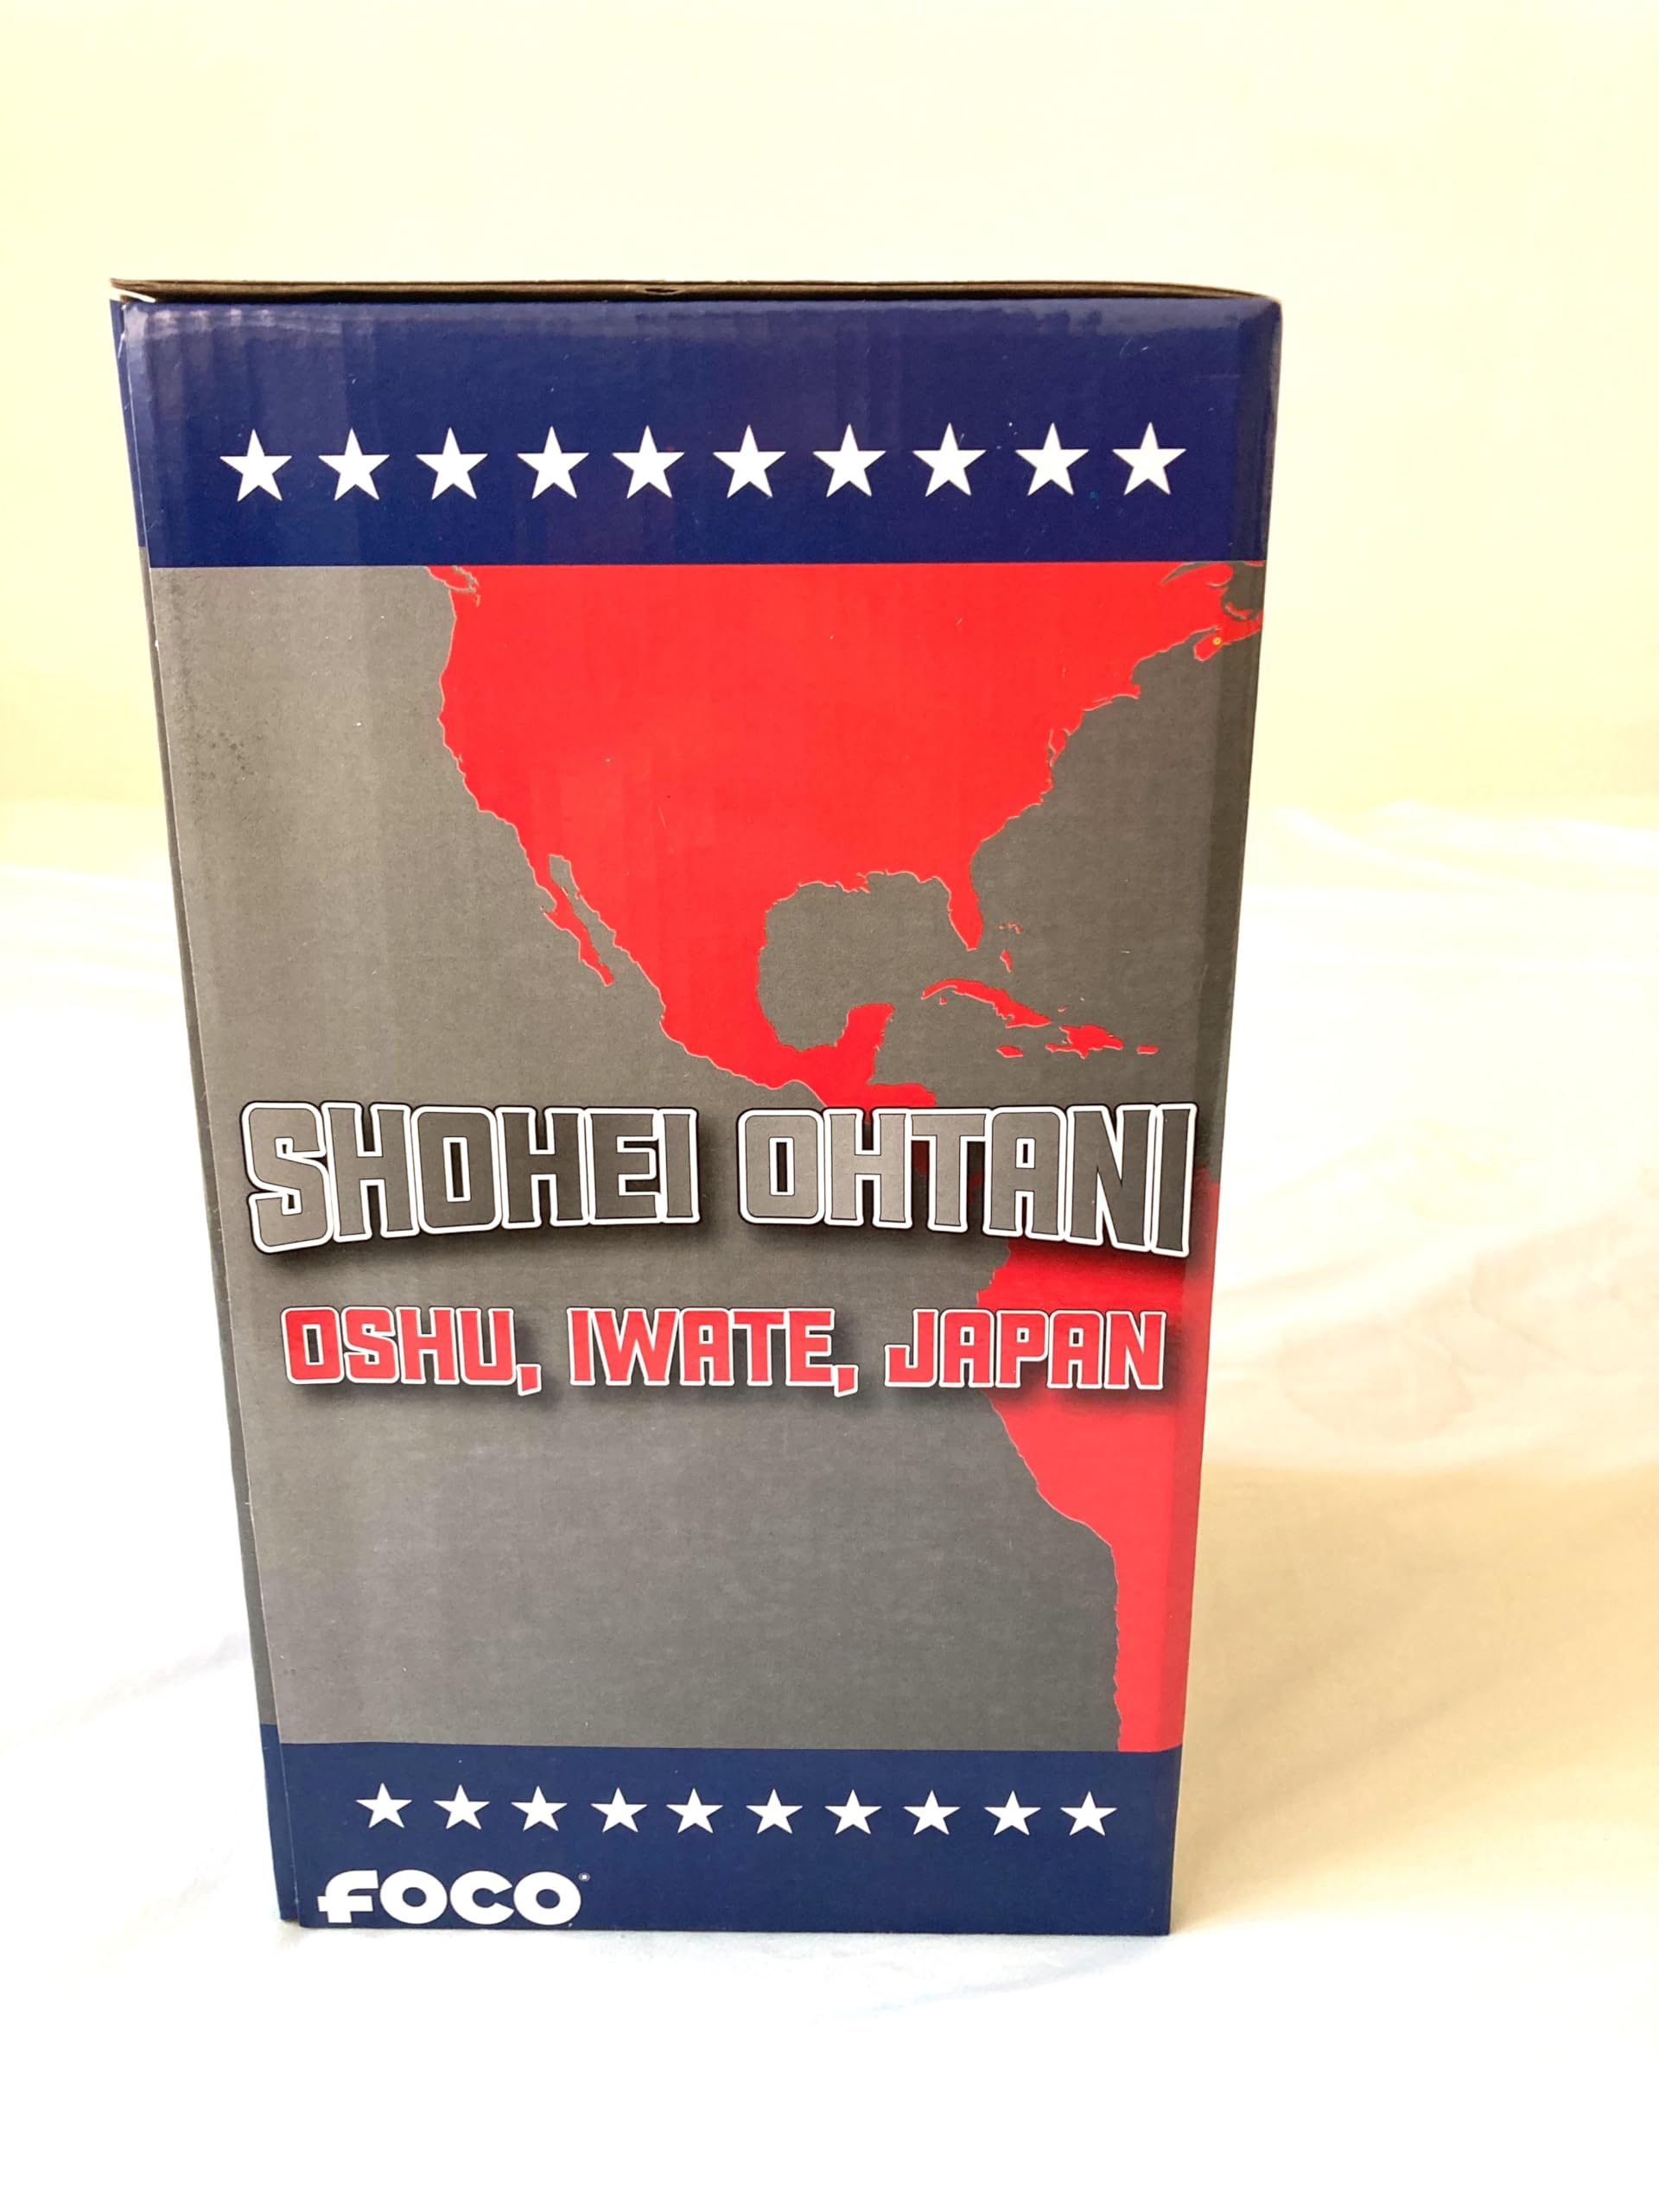 SHOHEI OHTANI
OSHU, IWATE, JAPAN
FOCO®